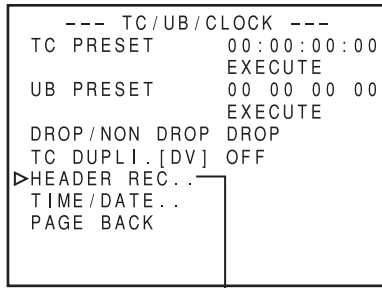 --- TC/UB/CLOCK ---
TC PRESET 00:00:00:00
EXECUTE
UB PRESET 00 00 00 00
EXECUTE
DROP/NON DROP DROP
TC DUPLI.[DV] OFF
HEADER REC..
TIME/DATE..
PAGE BACK